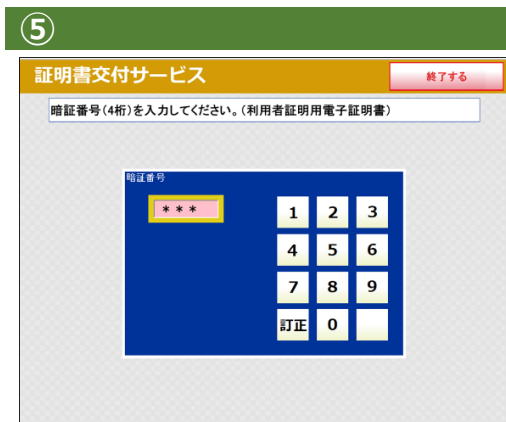 ⑤
証明書交付サービス
終了する
暗証番号(4桁)を入力してください。(利用者証明用電子証明書)
暗証番号
***
1 2 3
4 5 6
7 8 9
訂正 0